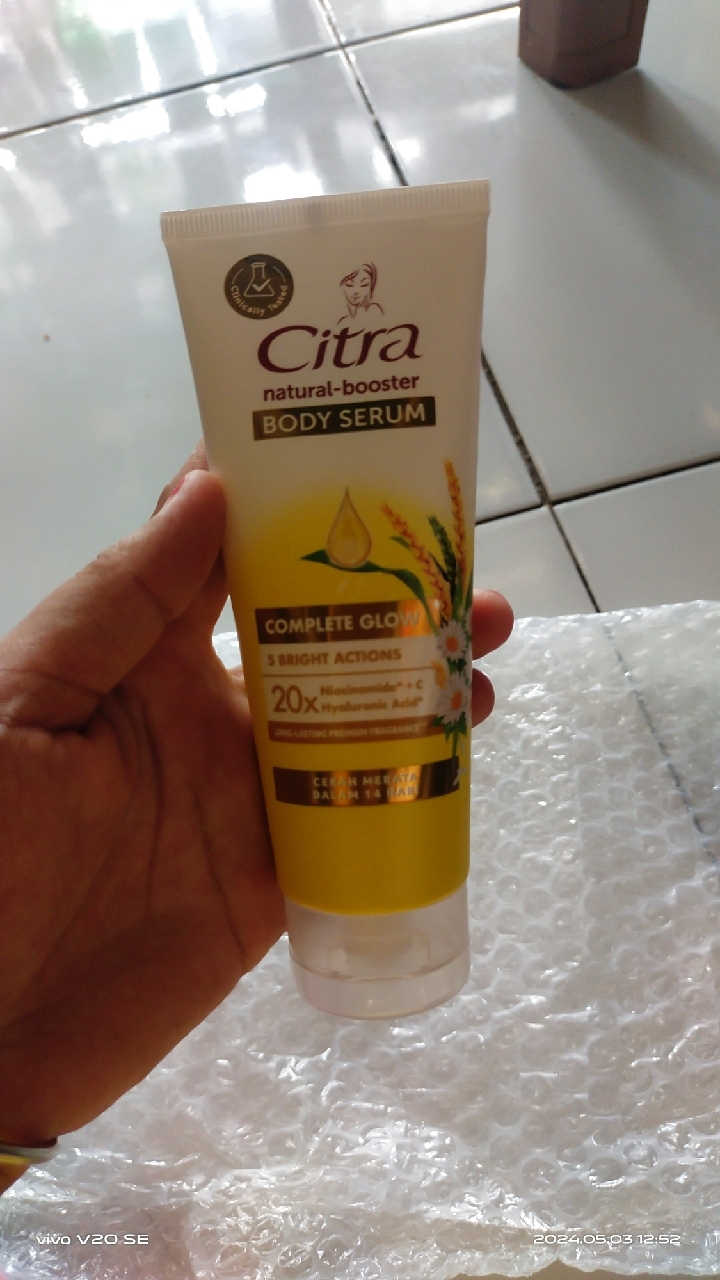 Clinically Tested
Citra
natural-booster
BODY SERUM
COMPLETE GLOW
5 BRIGHT ACTIONS
20x Niacinamide* + C
Hyaluronic Acid*
LONG-LASTING PREMIUM FRAGRANCE
CERAH MERATA
DALAM 14 HARI
vivo V20 SE
2024.05.03 12:52